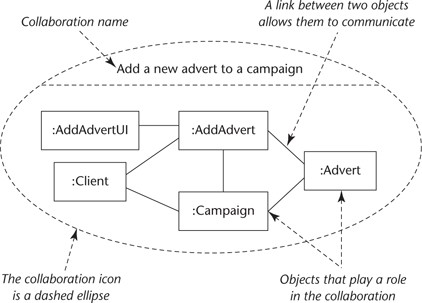 Collaboration name
A link between two objects
allows them to communicate
Add a new advert to a campaign
:AddAdvertUI
:AddAdvert
:Client
:Advert
:Campaign
The collaboration icon
is a dashed ellipse
Objects that play a role
in the collaboration